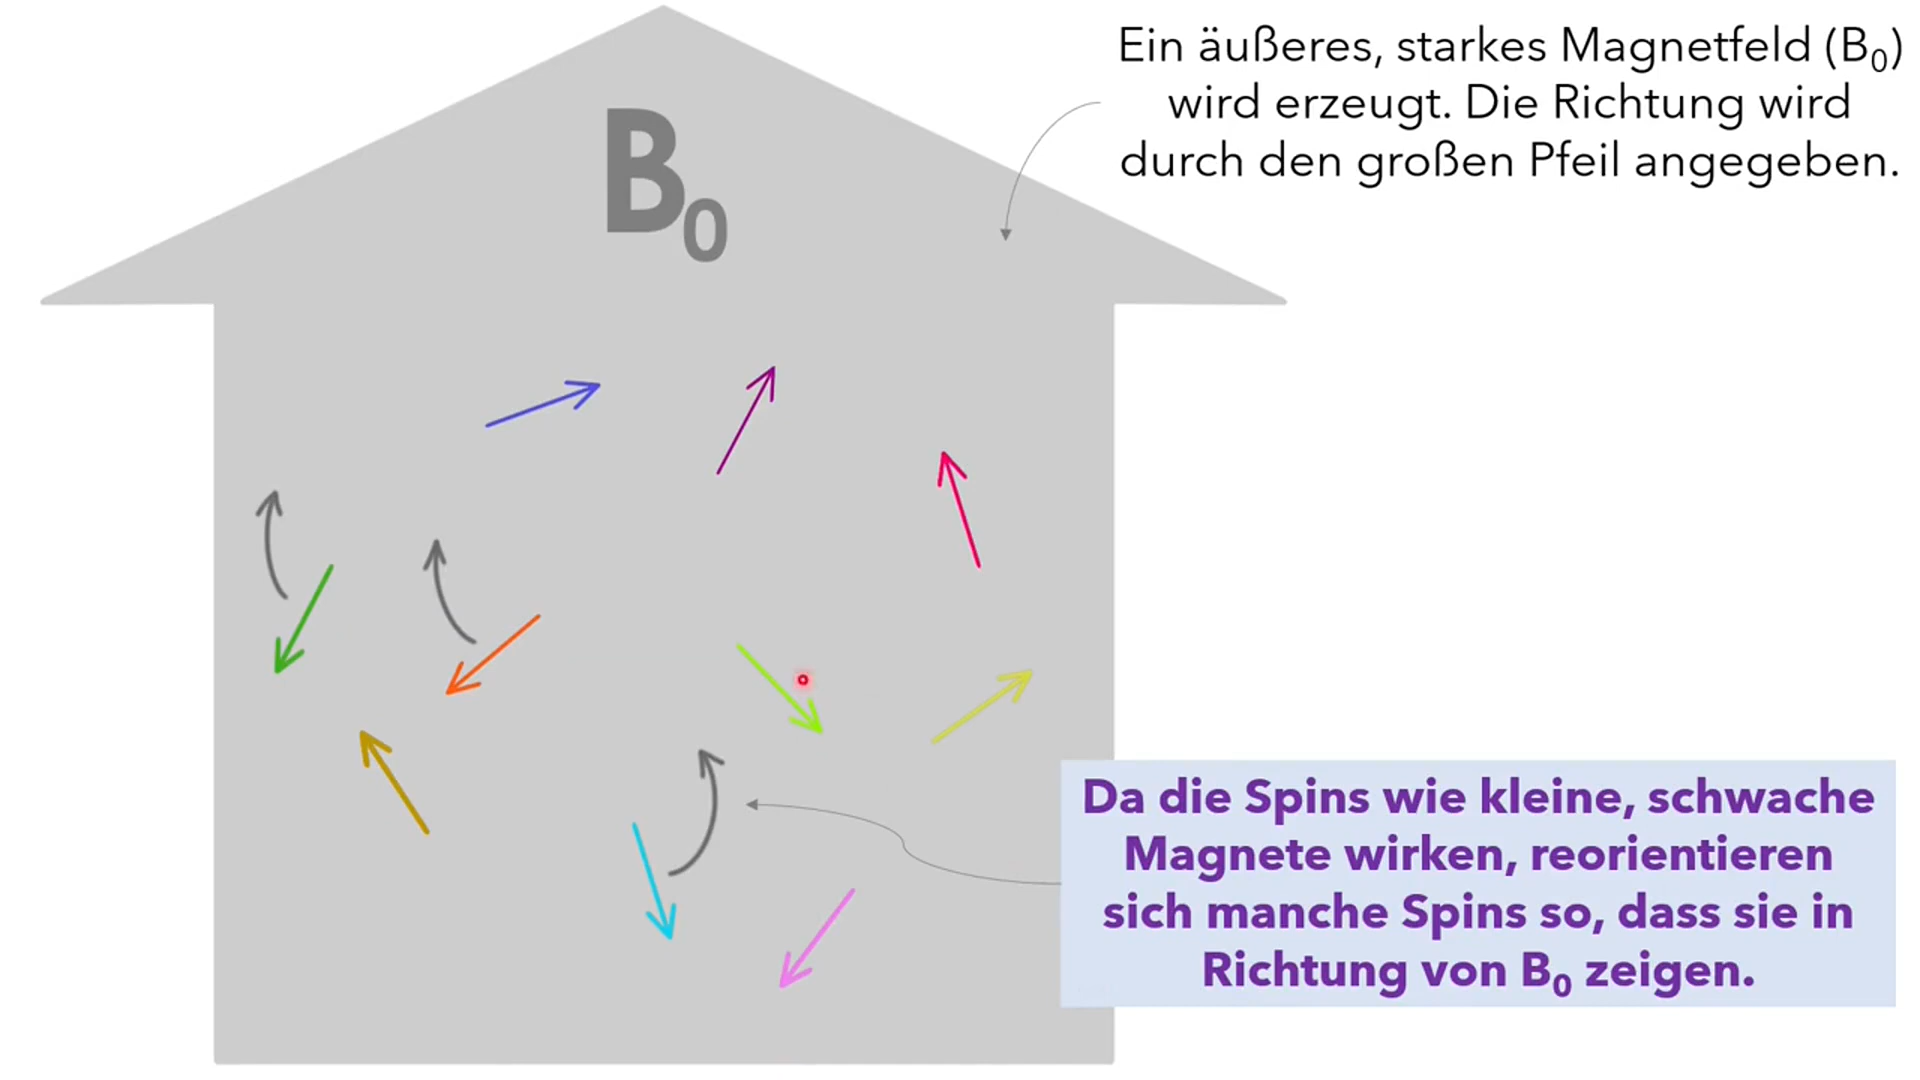 Ein äußeres, starkes Magnetfeld (B₀)
wird erzeugt. Die Richtung wird
durch den großen Pfeil angegeben.
B₀
Da die Spins wie kleine, schwache
Magnete wirken, reorientieren
sich manche Spins so, dass sie in
Richtung von B₀ zeigen.